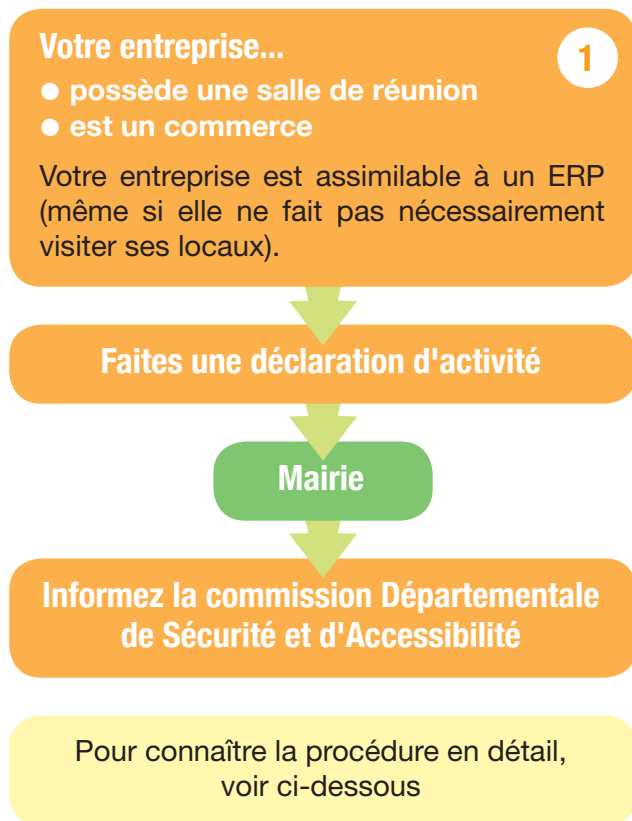 Votre entreprise...
1
● possède une salle de réunion
● est un commerce
Votre entreprise est assimilable à un ERP
(même si elle ne fait pas nécessairement
visiter ses locaux).
Faites une déclaration d'activité
Mairie
Informez la commission Départementale
de Sécurité et d'Accessibilité
Pour connaître la procédure en détail,
voir ci-dessous